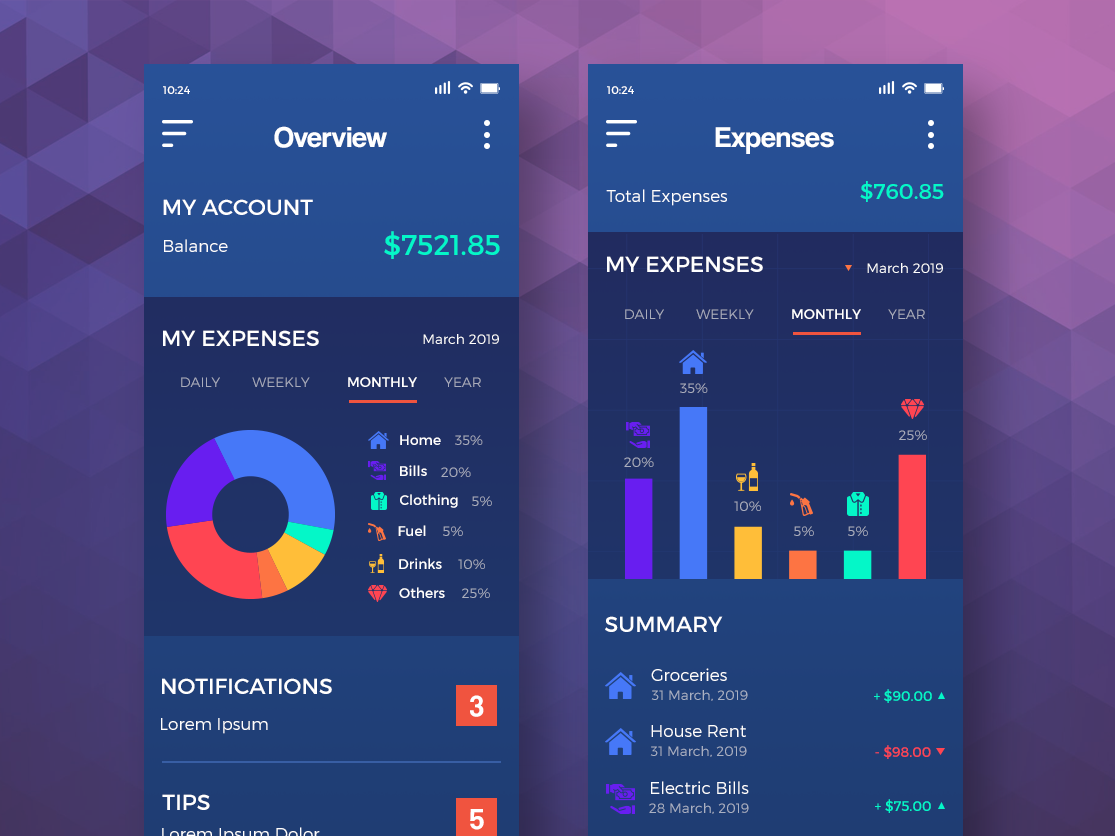 10:24
Overview
MY ACCOUNT
Balance $7521.85
MY EXPENSES March 2019
DAILY WEEKLY MONTHLY YEAR
Home 35%
Bills 20%
Clothing 5%
Fuel 5%
Drinks 10%
Others 25%
NOTIFICATIONS 3
Lorem Ipsum
TIPS 5
Lorem Ipsum Dolor
10:24
Expenses
Total Expenses $760.85
MY EXPENSES March 2019
DAILY WEEKLY MONTHLY YEAR
20%
35%
10%
5%
5%
25%
SUMMARY
Groceries
31 March, 2019 + $90.00
House Rent
31 March, 2019 - $98.00
Electric Bills
28 March, 2019 + $75.00